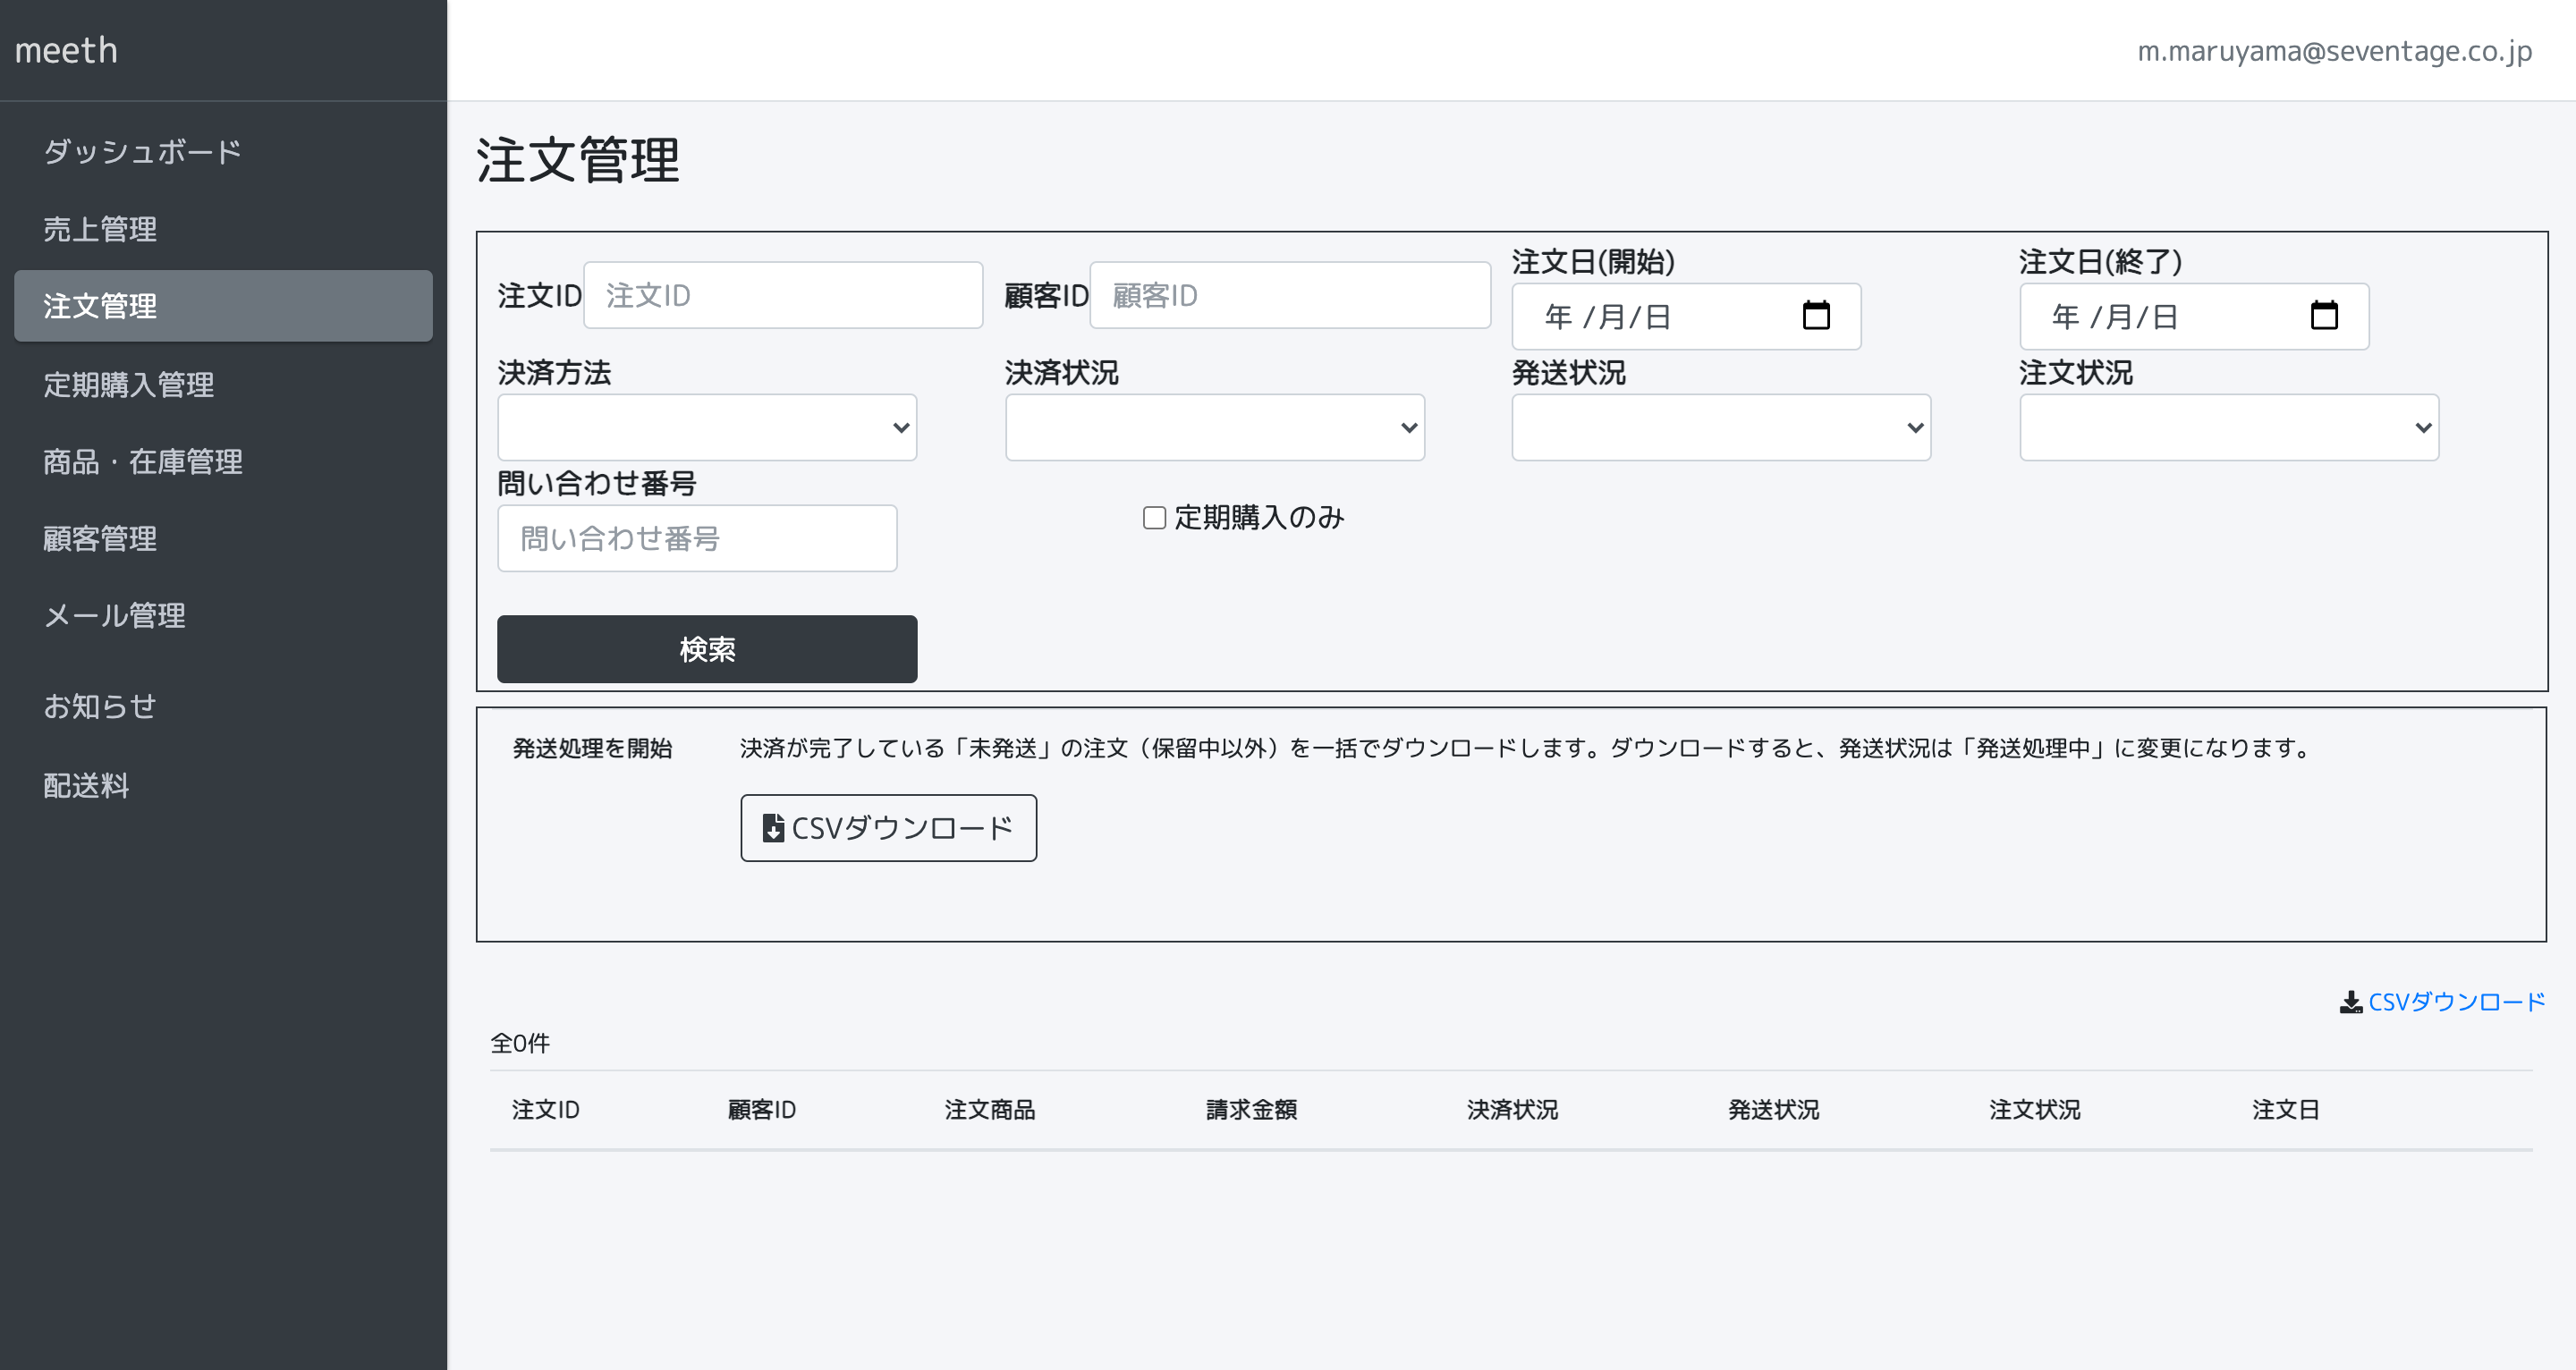 meeth
m.maruyama@seventage.co.jp
ダッシュボード
売上管理
注文管理
定期購入管理
商品・在庫管理
顧客管理
メール管理
お知らせ
配送料
注文管理
注文ID 注文ID 顧客ID 顧客ID 注文日(開始) 年 /月/日 注文日(終了) 年 /月/日
決済方法 決済状況 発送状況 注文状況
問い合わせ番号
問い合わせ番号 定期購入のみ
検索
発送処理を開始 決済が完了している「未発送」の注文（保留中以外）を一括でダウンロードします。ダウンロードすると、発送状況は「発送処理中」に変更になります。
CSVダウンロード
CSVダウンロード
全0件
注文ID 顧客ID 注文商品 請求金額 決済状況 発送状況 注文状況 注文日